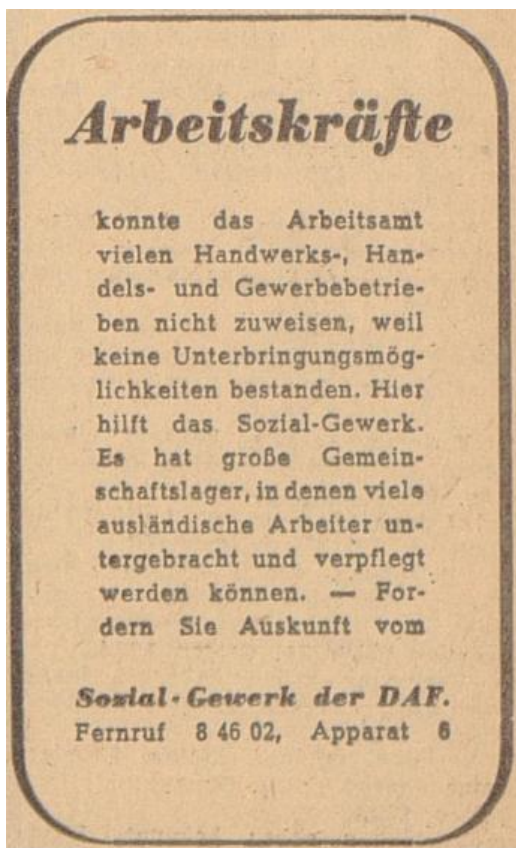 Arbeitskräfte
konnte das Arbeitsamt
vielen Handwerks-, Han-
dels- und Gewerbebetrie-
ben nicht zuweisen, weil
keine Unterbringungsmög-
lichkeiten bestanden. Hier
hilft das Sozial-Gewerk.
Es hat große Gemein-
schaftslager, in denen viele
ausländische Arbeiter un-
tergebracht und verpflegt
werden können. — For-
dern Sie Auskunft vom
Sozial-Gewerk der DAF.
Fernruf 8 46 02, Apparat 6